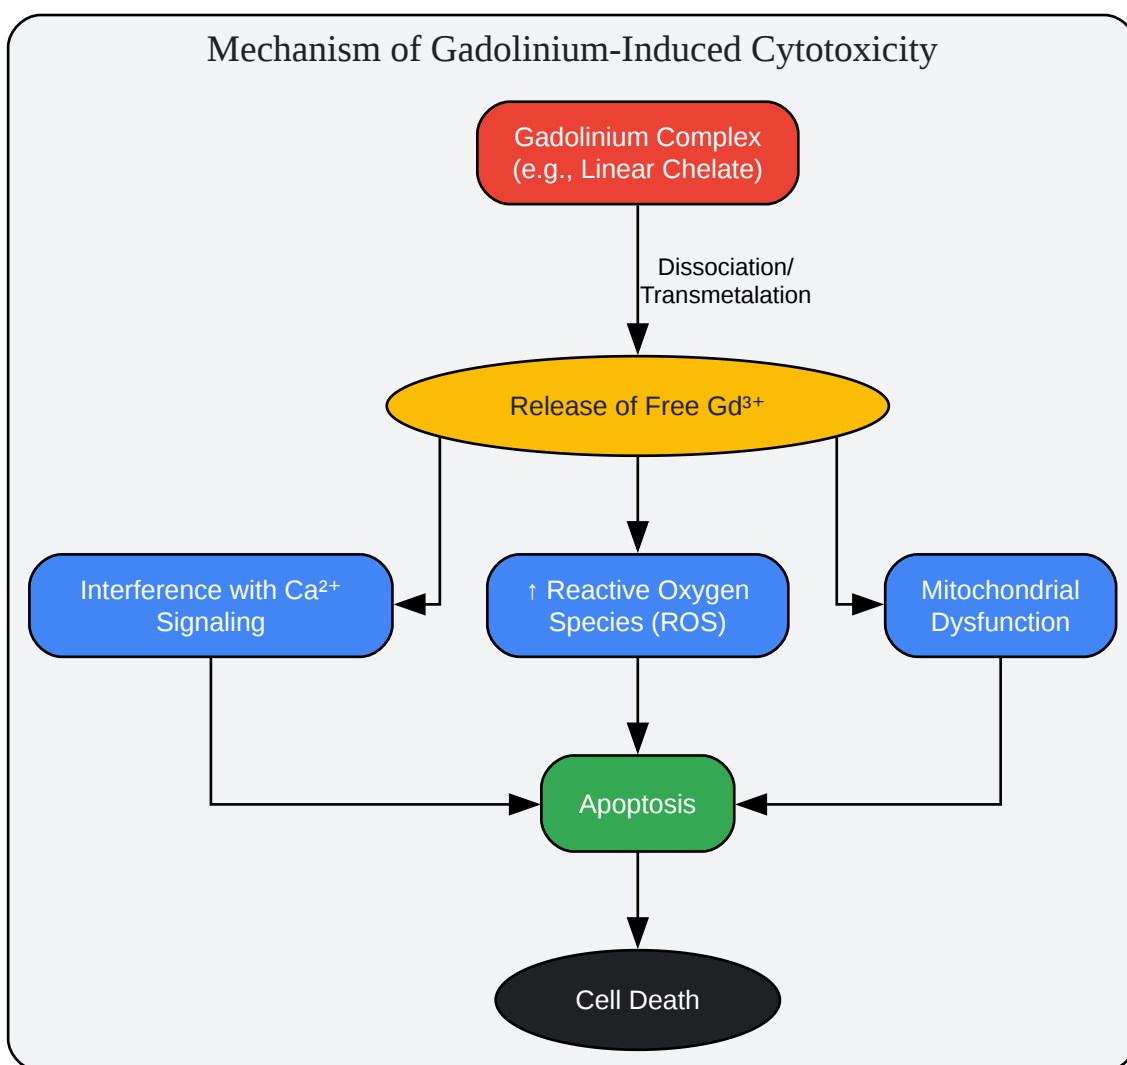 Mechanism of Gadolinium-Induced Cytotoxicity
Gadolinium Complex
(e.g., Linear Chelate)
Dissociation/
Transmetalation
Release of Free Gd³⁺
Interference with Ca²⁺
Signaling
↑ Reactive Oxygen
Species (ROS)
Mitochondrial
Dysfunction
Apoptosis
Cell Death